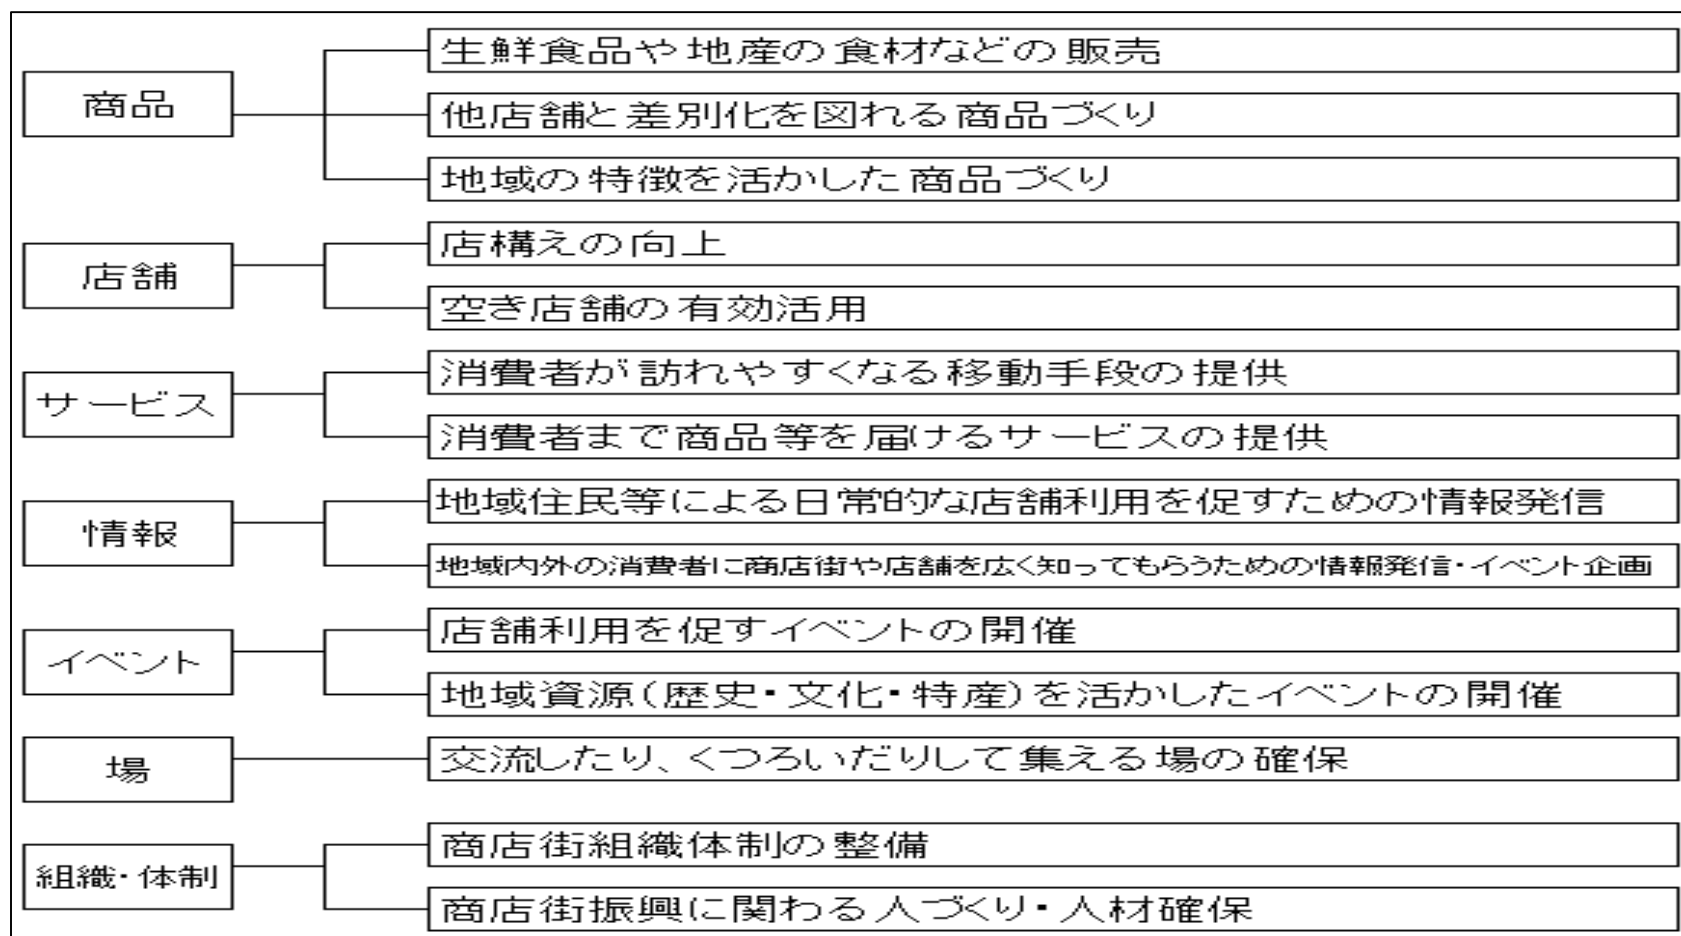 商品
生鮮食品や地産の食材などの販売
他店舗と差別化を図れる商品づくり
地域の特徴を活かした商品づくり
店舗
店構えの向上
空き店舗の有効活用
サービス
消費者が訪れやすくなる移動手段の提供
消費者まで商品等を届けるサービスの提供
情報
地域住民等による日常的な店舗利用を促すための情報発信
地域内外の消費者に商店街や店舗を広く知ってもらうための情報発信・イベント企画
イベント
店舗利用を促すイベントの開催
地域資源(歴史・文化・特産)を活かしたイベントの開催
場
交流したり、くつろいだりして集える場の確保
組織・体制
商店街組織体制の整備
商店街振興に関わる人づくり・人材確保